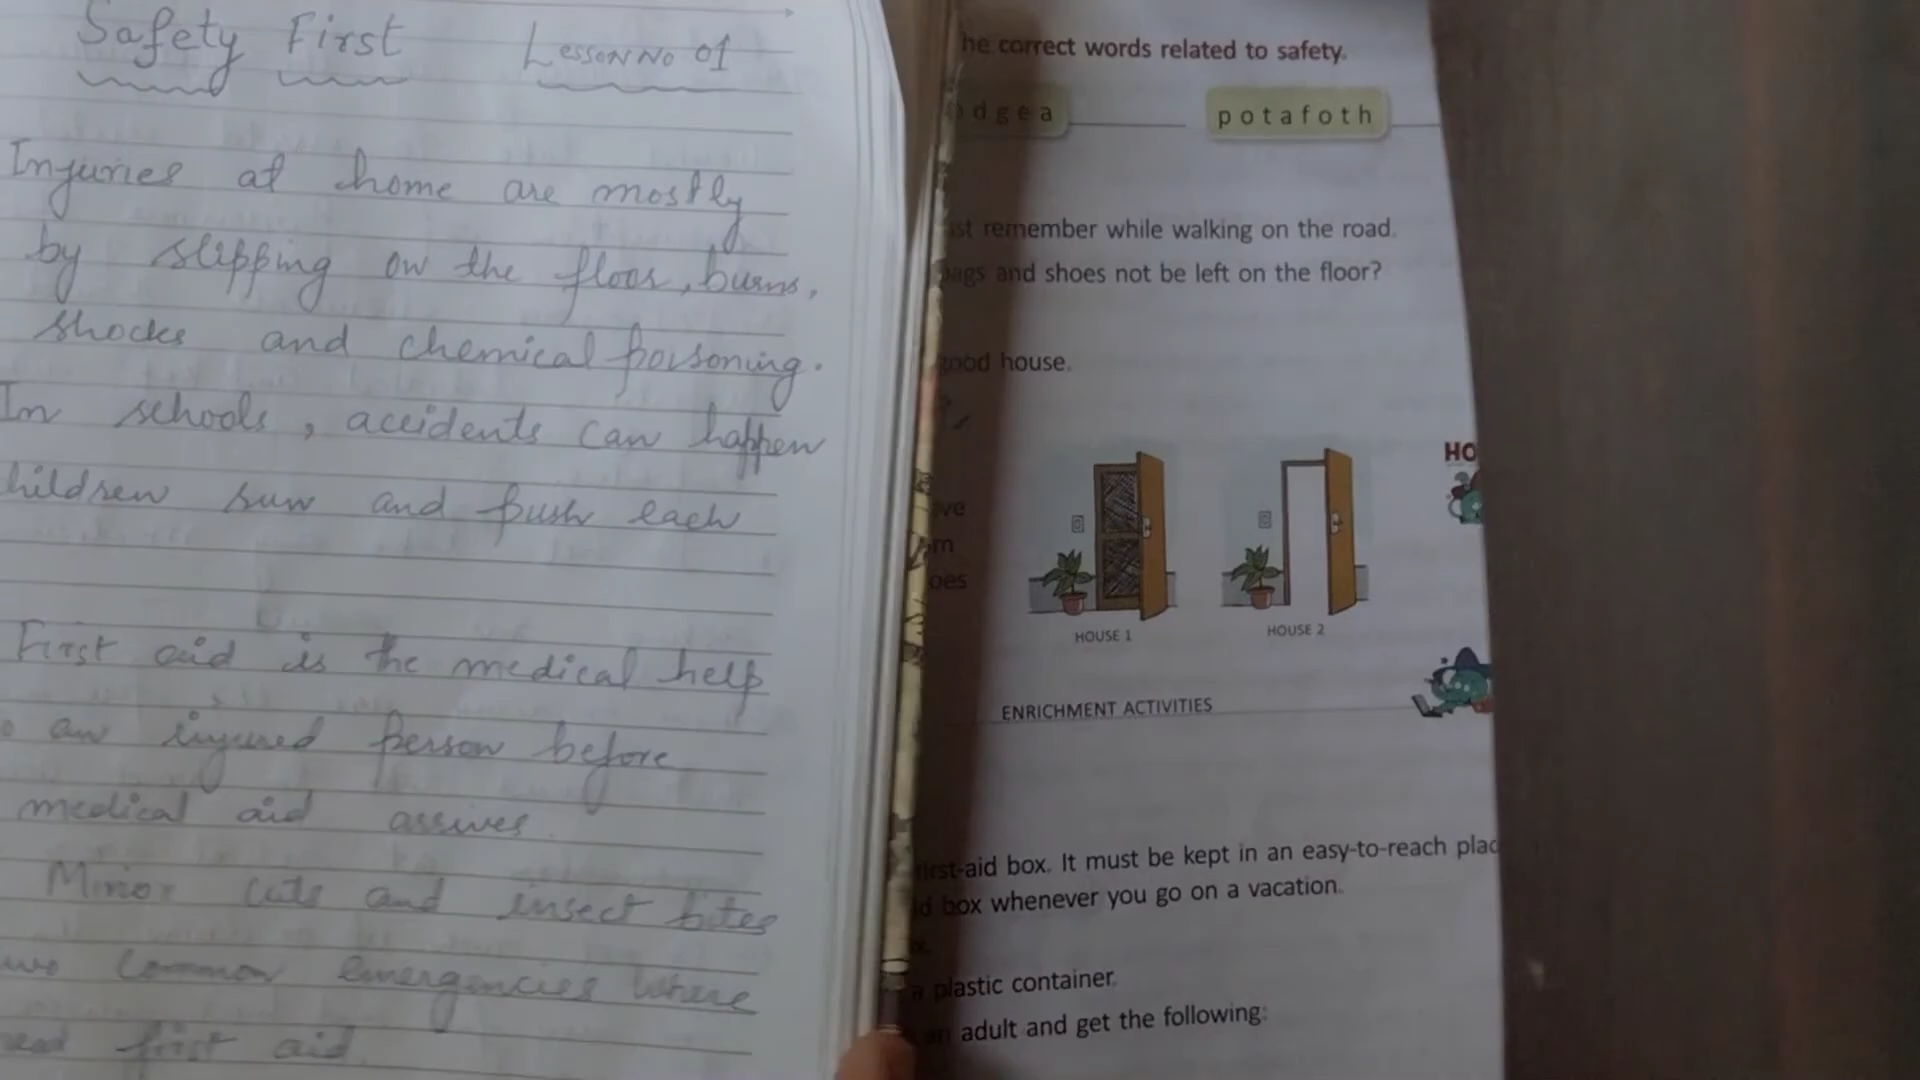 Safety First Lesson No 01
Injuries at home are mostly
by slipping on the floor, burns,
shocks and chemical poisoning.
In schools, accidents can happen
hildren run and push each
First aid is the medical help
an injured person before
medical aid arrives
Minor cuts and insect bites
common emergencies where
first aid
he correct words related to safety.
dgea
potafoth
st remember while walking on the road.
ags and shoes not be left on the floor?
ood house.
HO
ve
m
oes
HOUSE 1
HOUSE 2
ENRICHMENT ACTIVITIES
irst-aid box. It must be kept in an easy-to-reach plac
d box whenever you go on a vacation.
a plastic container.
an adult and get the following: